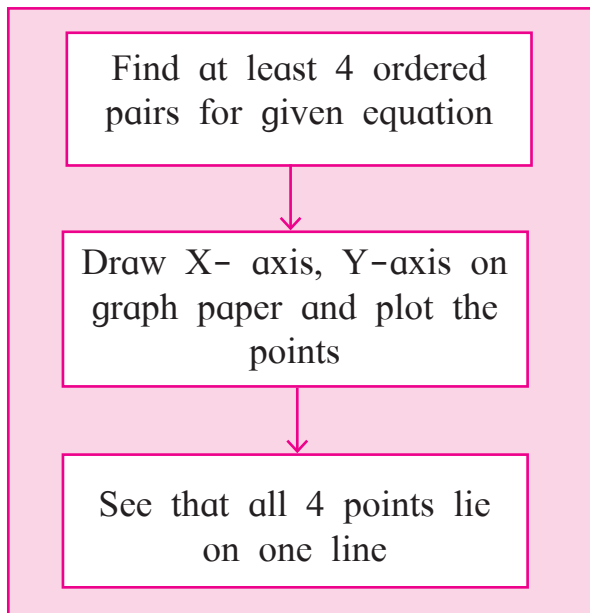 Find at least 4 ordered
pairs for given equation
Draw X- axis, Y-axis on
graph paper and plot the
points
See that all 4 points lie
on one line